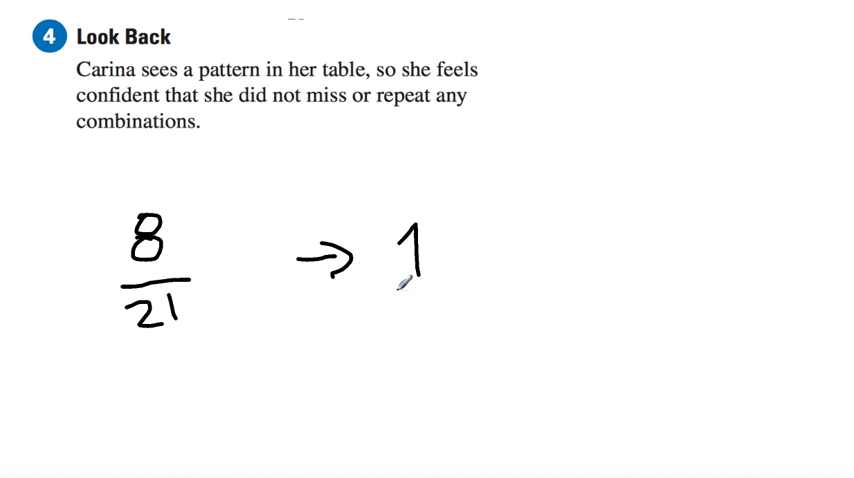 4 Look Back
Carina sees a pattern in her table, so she feels
confident that she did not miss or repeat any
combinations.
8
→ 1
21